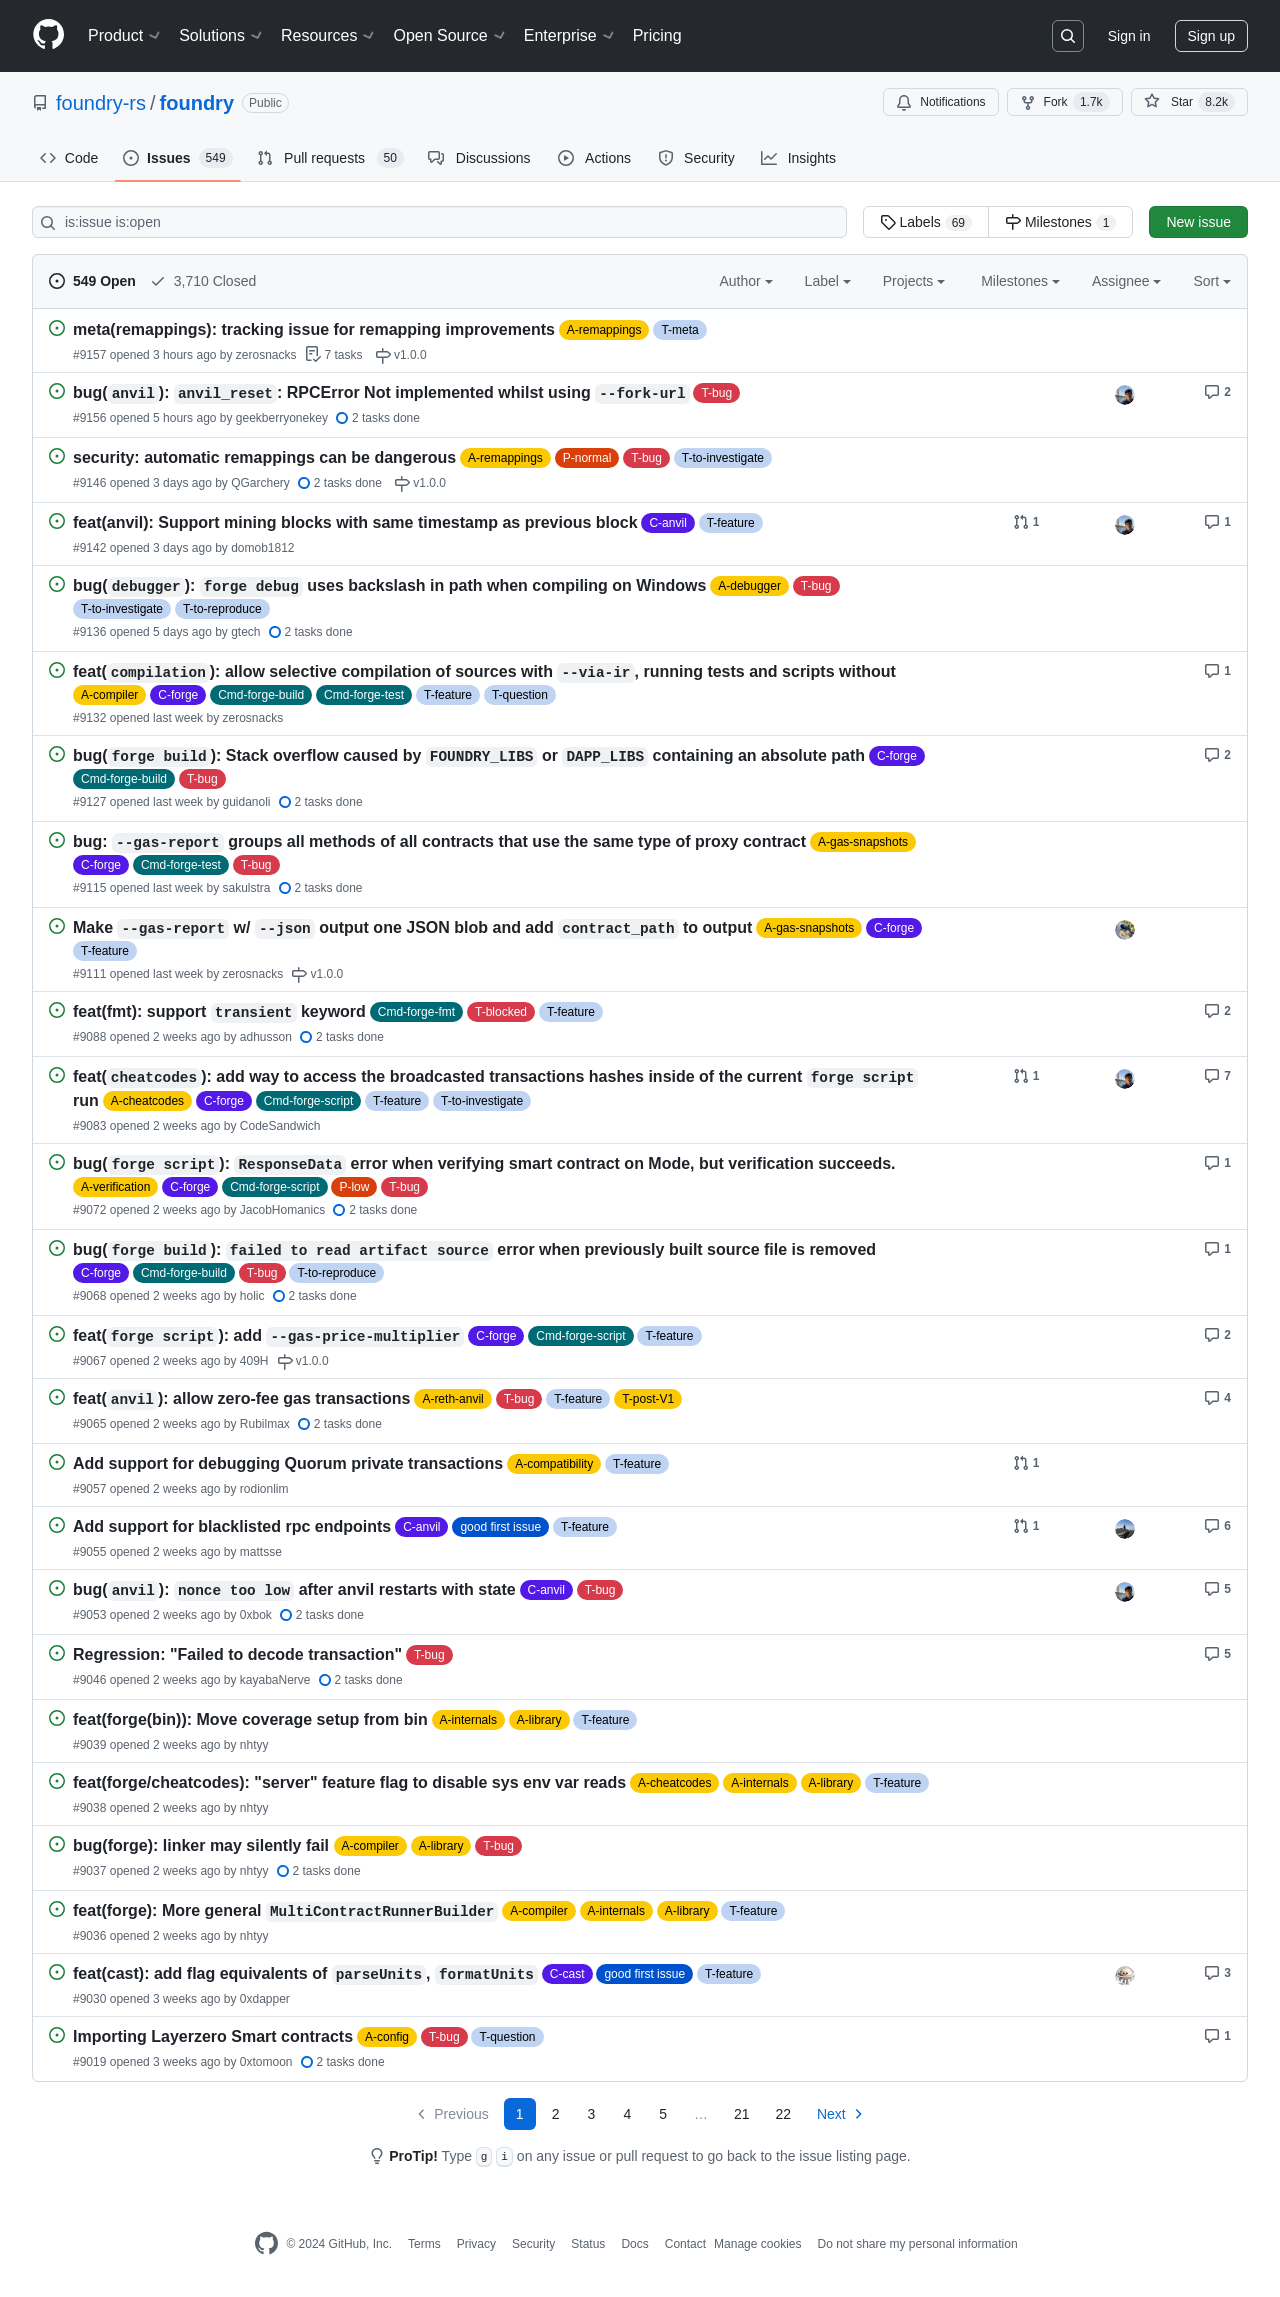 Product Solutions Resources Open Source Enterprise Pricing Sign in Sign up
foundry-rs / foundry Public Notifications Fork 1.7k Star 8.2k
Code Issues 549 Pull requests 50 Discussions Actions Security Insights
is:issue is:open Labels 69 Milestones 1 New issue
549 Open 3,710 Closed Author Label Projects Milestones Assignee Sort
meta(remappings): tracking issue for remapping improvements A-remappings T-meta
#9157 opened 3 hours ago by zerosnacks 7 tasks v1.0.0
bug(anvil): anvil_reset: RPCError Not implemented whilst using --fork-url T-bug 2
#9156 opened 5 hours ago by geekberryonekey 2 tasks done
security: automatic remappings can be dangerous A-remappings P-normal T-bug T-to-investigate
#9146 opened 3 days ago by QGarchery 2 tasks done v1.0.0
feat(anvil): Support mining blocks with same timestamp as previous block C-anvil T-feature 1 1
#9142 opened 3 days ago by domob1812
bug(debugger): forge debug uses backslash in path when compiling on Windows A-debugger T-bug
T-to-investigate T-to-reproduce
#9136 opened 5 days ago by gtech 2 tasks done
feat(compilation): allow selective compilation of sources with --via-ir, running tests and scripts without 1
A-compiler C-forge Cmd-forge-build Cmd-forge-test T-feature T-question
#9132 opened last week by zerosnacks
bug(forge build): Stack overflow caused by FOUNDRY_LIBS or DAPP_LIBS containing an absolute path C-forge 2
Cmd-forge-build T-bug
#9127 opened last week by guidanoli 2 tasks done
bug: --gas-report groups all methods of all contracts that use the same type of proxy contract A-gas-snapshots
C-forge Cmd-forge-test T-bug
#9115 opened last week by sakulstra 2 tasks done
Make --gas-report w/ --json output one JSON blob and add contract_path to output A-gas-snapshots C-forge
T-feature
#9111 opened last week by zerosnacks v1.0.0
feat(fmt): support transient keyword Cmd-forge-fmt T-blocked T-feature 2
#9088 opened 2 weeks ago by adhusson 2 tasks done
feat(cheatcodes): add way to access the broadcasted transactions hashes inside of the current forge script 1 7
run A-cheatcodes C-forge Cmd-forge-script T-feature T-to-investigate
#9083 opened 2 weeks ago by CodeSandwich
bug(forge script): ResponseData error when verifying smart contract on Mode, but verification succeeds. 1
A-verification C-forge Cmd-forge-script P-low T-bug
#9072 opened 2 weeks ago by JacobHomanics 2 tasks done
bug(forge build): failed to read artifact source error when previously built source file is removed 1
C-forge Cmd-forge-build T-bug T-to-reproduce
#9068 opened 2 weeks ago by holic 2 tasks done
feat(forge script): add --gas-price-multiplier C-forge Cmd-forge-script T-feature 2
#9067 opened 2 weeks ago by 409H v1.0.0
feat(anvil): allow zero-fee gas transactions A-reth-anvil T-bug T-feature T-post-V1 4
#9065 opened 2 weeks ago by Rubilmax 2 tasks done
Add support for debugging Quorum private transactions A-compatibility T-feature 1
#9057 opened 2 weeks ago by rodionlim
Add support for blacklisted rpc endpoints C-anvil good first issue T-feature 1 6
#9055 opened 2 weeks ago by mattsse
bug(anvil): nonce too low after anvil restarts with state C-anvil T-bug 5
#9053 opened 2 weeks ago by 0xbok 2 tasks done
Regression: "Failed to decode transaction" T-bug 5
#9046 opened 2 weeks ago by kayabaNerve 2 tasks done
feat(forge(bin)): Move coverage setup from bin A-internals A-library T-feature
#9039 opened 2 weeks ago by nhtyy
feat(forge/cheatcodes): "server" feature flag to disable sys env var reads A-cheatcodes A-internals A-library T-feature
#9038 opened 2 weeks ago by nhtyy
bug(forge): linker may silently fail A-compiler A-library T-bug
#9037 opened 2 weeks ago by nhtyy 2 tasks done
feat(forge): More general MultiContractRunnerBuilder A-compiler A-internals A-library T-feature
#9036 opened 2 weeks ago by nhtyy
feat(cast): add flag equivalents of parseUnits, formatUnits C-cast good first issue T-feature 3
#9030 opened 3 weeks ago by 0xdapper
Importing Layerzero Smart contracts A-config T-bug T-question 1
#9019 opened 3 weeks ago by 0xtomoon 2 tasks done
Previous 1 2 3 4 5 … 21 22 Next
ProTip! Type g i on any issue or pull request to go back to the issue listing page.
© 2024 GitHub, Inc. Terms Privacy Security Status Docs Contact Manage cookies Do not share my personal information